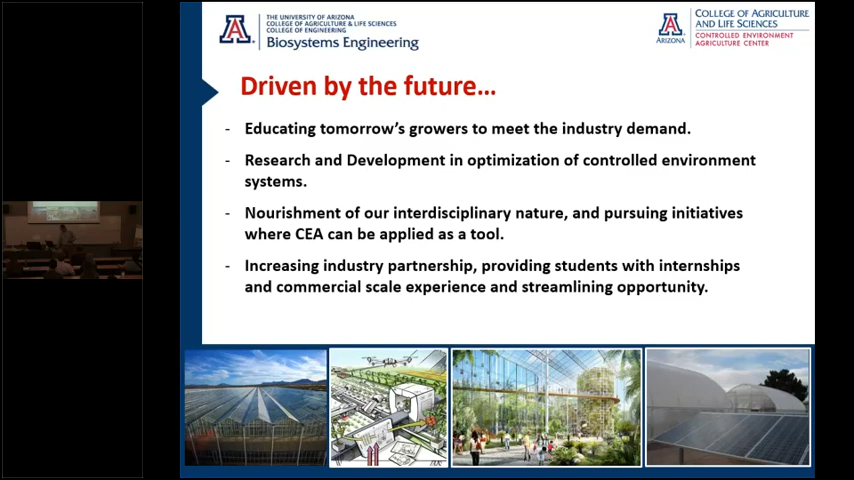 THE UNIVERSITY OF ARIZONA
COLLEGE OF AGRICULTURE & LIFE SCIENCES
COLLEGE OF ENGINEERING
Biosystems Engineering
A
ARIZONA
COLLEGE OF AGRICULTURE
AND LIFE SCIENCES
CONTROLLED ENVIRONMENT
AGRICULTURE CENTER
Driven by the future...
- Educating tomorrow's growers to meet the industry demand.
- Research and Development in optimization of controlled environment
systems.
- Nourishment of our interdisciplinary nature, and pursuing initiatives
where CEA can be applied as a tool.
- Increasing industry partnership, providing students with internships
and commercial scale experience and streamlining opportunity.